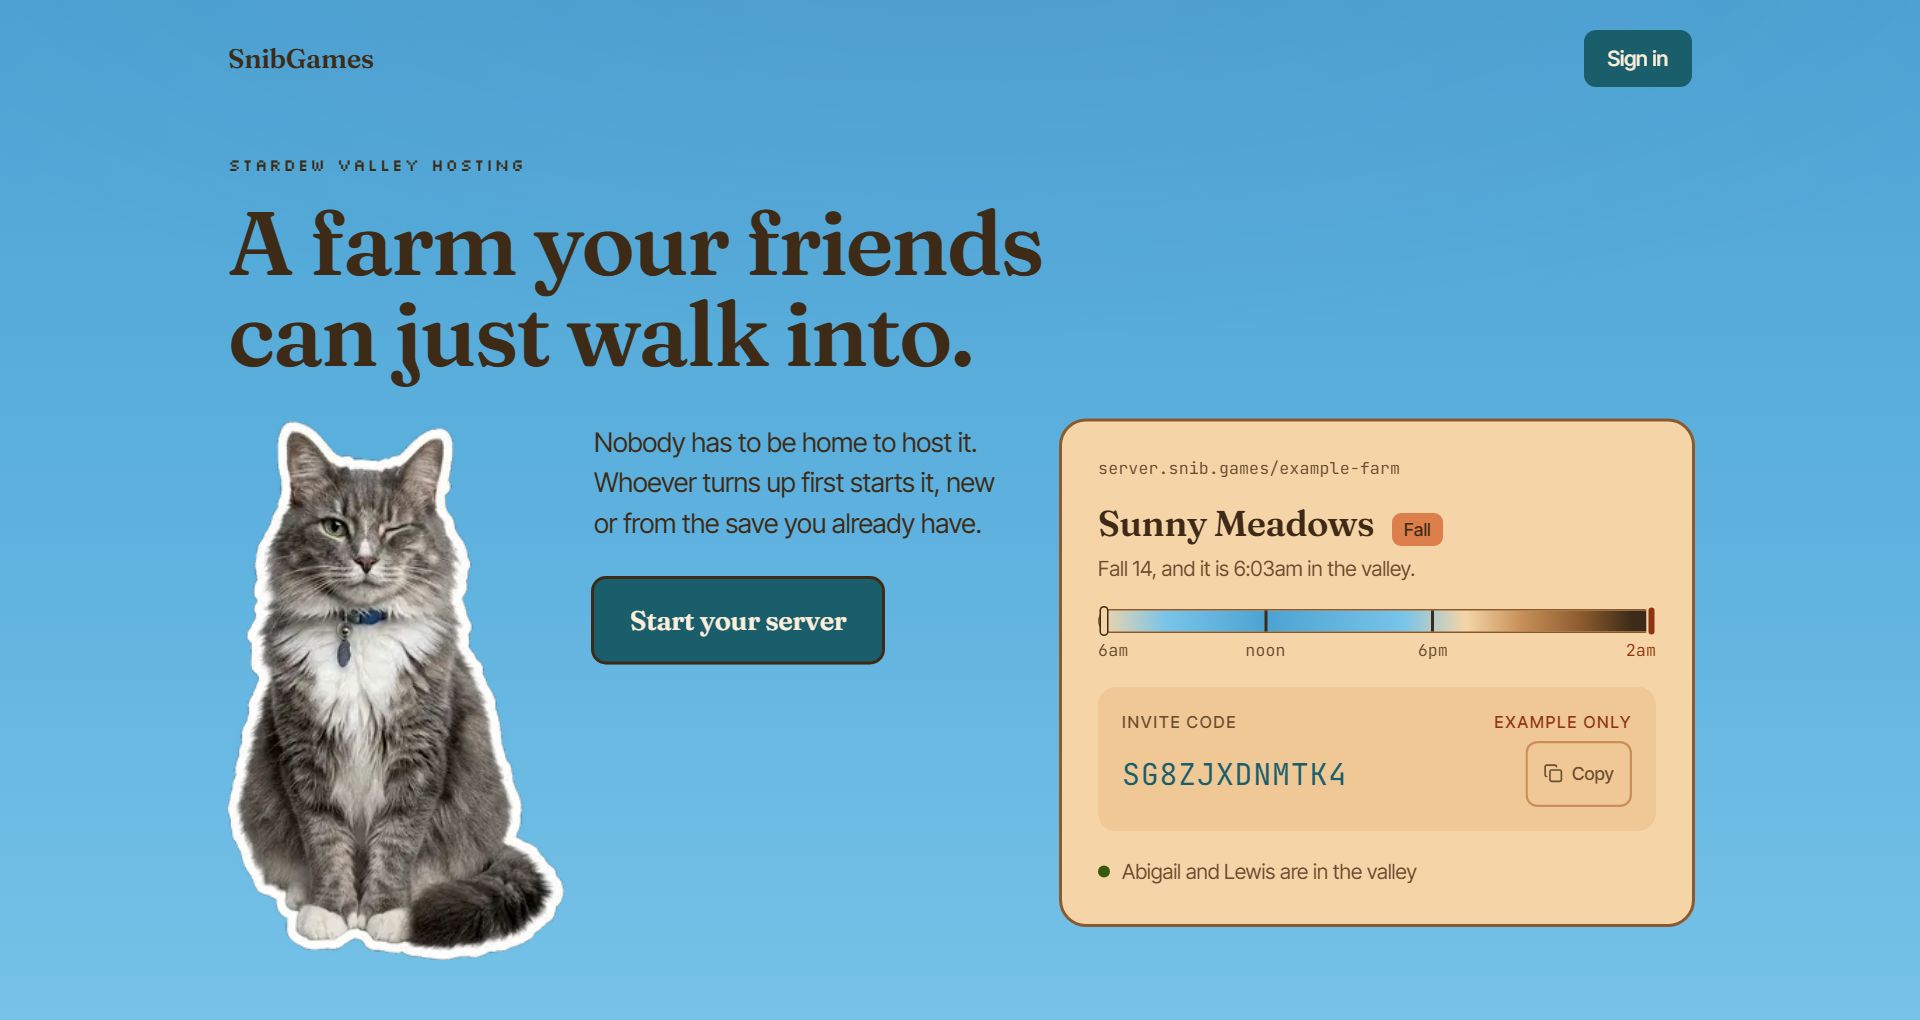 SnibGames
Sign in
STARDEW VALLEY HOSTING
A farm your friends
can just walk into.
Nobody has to be home to host it.
Whoever turns up first starts it, new
or from the save you already have.
Start your server
server.snib.games/example-farm
Sunny Meadows Fall
Fall 14, and it is 6:03am in the valley.
6am noon 6pm 2am
INVITE CODE EXAMPLE ONLY
SG8ZJXDNMTK4 Copy
Abigail and Lewis are in the valley